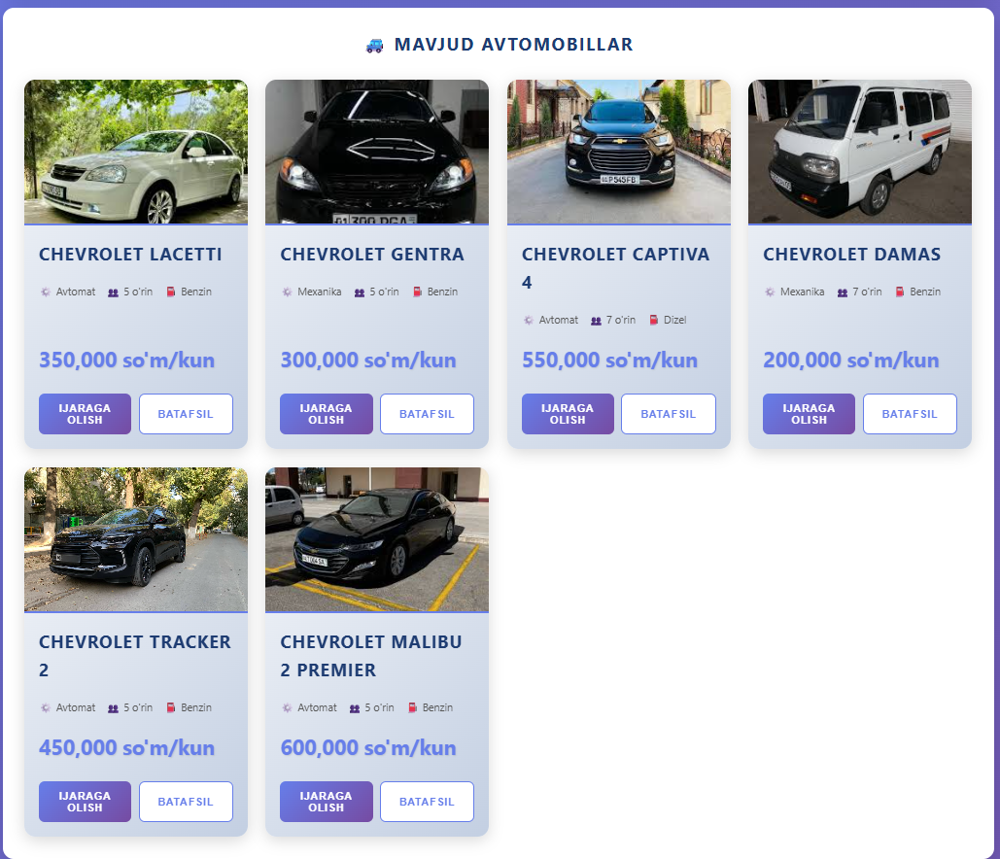 MAVJUD AVTOMOBILLAR
CHEVROLET LACETTI
Avtomat 5 o'rin Benzin
350,000 so'm/kun
IJARAGA
OLISH
BATAFSIL
CHEVROLET GENTRA
Mexanika 5 o'rin Benzin
300,000 so'm/kun
IJARAGA
OLISH
BATAFSIL
CHEVROLET CAPTIVA
4
Avtomat 7 o'rin Dizel
550,000 so'm/kun
IJARAGA
OLISH
BATAFSIL
CHEVROLET DAMAS
Mexanika 7 o'rin Benzin
200,000 so'm/kun
IJARAGA
OLISH
BATAFSIL
CHEVROLET TRACKER
2
Avtomat 5 o'rin Benzin
450,000 so'm/kun
IJARAGA
OLISH
BATAFSIL
CHEVROLET MALIBU
2 PREMIER
Avtomat 5 o'rin Benzin
600,000 so'm/kun
IJARAGA
OLISH
BATAFSIL